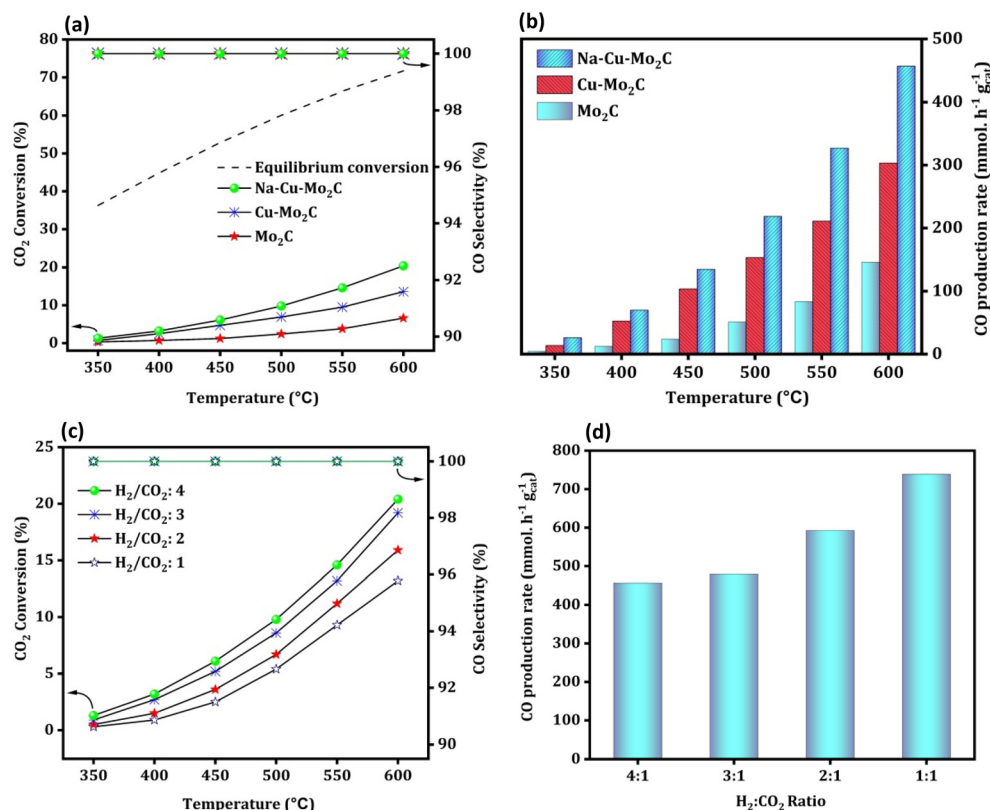 (a)
80
70
60
50
40
30
20
10
0
CO₂ Conversion (%)
100
98
96
94
92
90
CO Selectivity (%)
Equilibrium conversion
Na-Cu-Mo₂C
Cu-Mo₂C
Mo₂C
350 400 450 500 550 600
Temperature (°C)
(b)
Na-Cu-Mo₂C
Cu-Mo₂C
Mo₂C
500
400
300
200
100
0
CO production rate (mmol. h⁻¹ g⁻¹cat)
350 400 450 500 550 600
Temperature (°C)
(c)
25
20
15
10
5
0
CO₂ Conversion (%)
H₂/CO₂: 4
H₂/CO₂: 3
H₂/CO₂: 2
H₂/CO₂: 1
100
98
96
94
92
90
CO Selectivity (%)
350 400 450 500 550 600
Temperature (°C)
(d)
800
700
600
500
400
300
200
100
0
CO production rate (mmol. h⁻¹ g⁻¹cat)
4:1 3:1 2:1 1:1
H₂:CO₂ Ratio